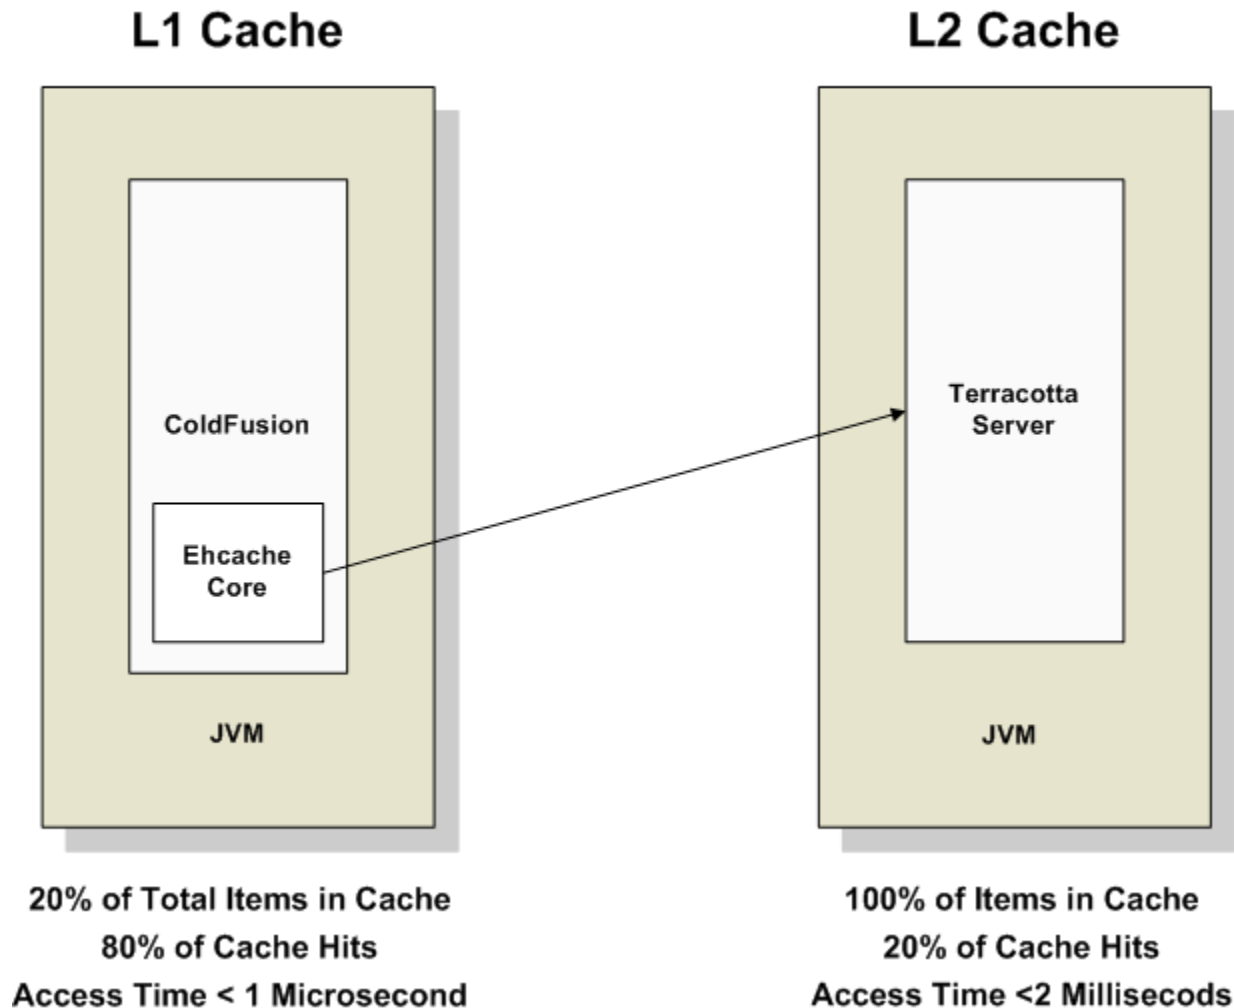 L1 Cache
L2 Cache
ColdFusion
Ehcache
Core
JVM
Terracotta
Server
JVM
20% of Total Items in Cache
80% of Cache Hits
Access Time < 1 Microsecond
100% of Items in Cache
20% of Cache Hits
Access Time <2 Millisecods